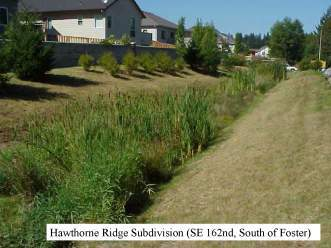 Hawthorne Ridge Subdivision (SE 162nd, South of Foster)